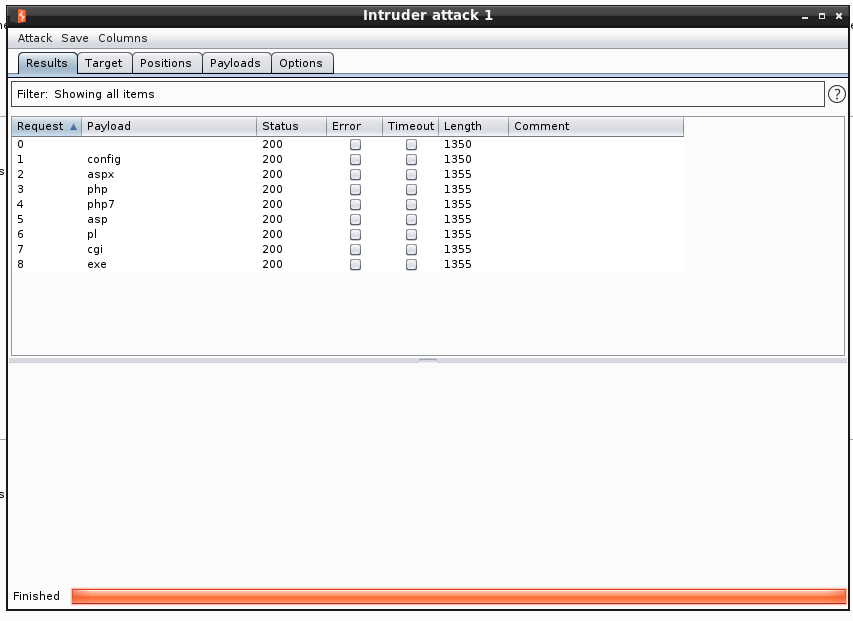 Intruder attack 1
Attack Save Columns
Results Target Positions Payloads Options
Filter: Showing all items ?
Request Payload Status Error Timeout Length Comment
0 200 1350
1 config 200 1350
2 aspx 200 1355
3 php 200 1355
4 php7 200 1355
5 asp 200 1355
6 pl 200 1355
7 cgi 200 1355
8 exe 200 1355
Finished